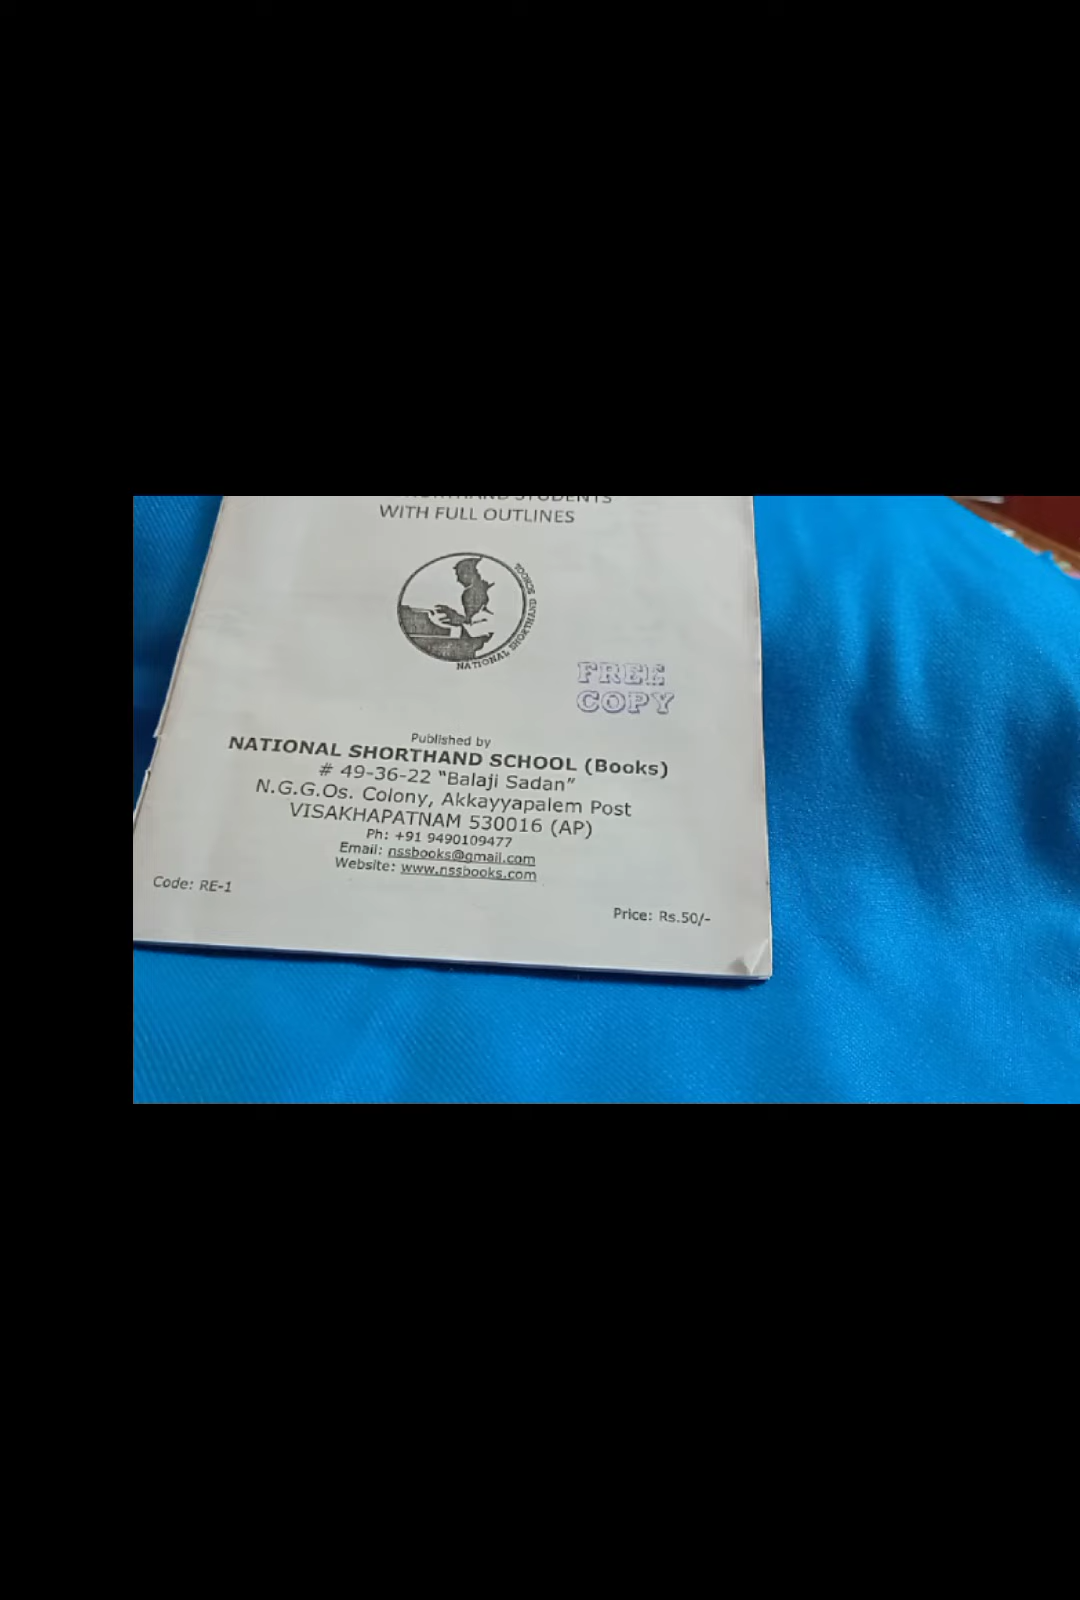 SHORTHAND STUDENTS
WITH FULL OUTLINES
NATIONAL SHORTHAND SCHOOL
FREE
COPY
Published by
NATIONAL SHORTHAND SCHOOL (Books)
# 49-36-22 “Balaji Sadan”
N.G.G.Os. Colony, Akkayyapalem Post
VISAKHAPATNAM 530016 (AP)
Ph: +91 9490109477
Email: nssbooks@gmail.com
Website: www.nssbooks.com
Code: RE-1
Price: Rs.50/-